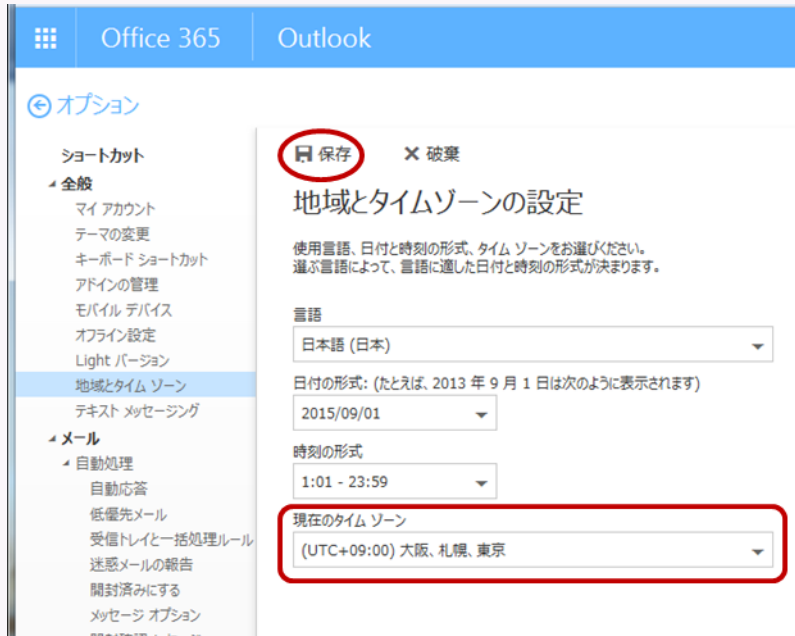 Office 365
Outlook
オプション
ショートカット
全般
マイ アカウント
テーマの変更
キーボード ショートカット
アドインの管理
モバイル デバイス
オフライン設定
Light バージョン
地域とタイム ゾーン
テキスト メッセージング
メール
自動処理
自動応答
低優先メール
受信トレイと一括処理ルール
迷惑メールの報告
開封済みにする
メッセージ オプション
保存
破棄
地域とタイムゾーンの設定
使用言語、日付と時刻の形式、タイム ゾーンをお選びください。
選ぶ言語によって、言語に適した日付と時刻の形式が決まります。
言語
日本語 (日本)
日付の形式: (たとえば、2013 年 9 月 1 日は次のように表示されます)
2015/09/01
時刻の形式
1:01 - 23:59
現在のタイム ゾーン
(UTC+09:00) 大阪、札幌、東京